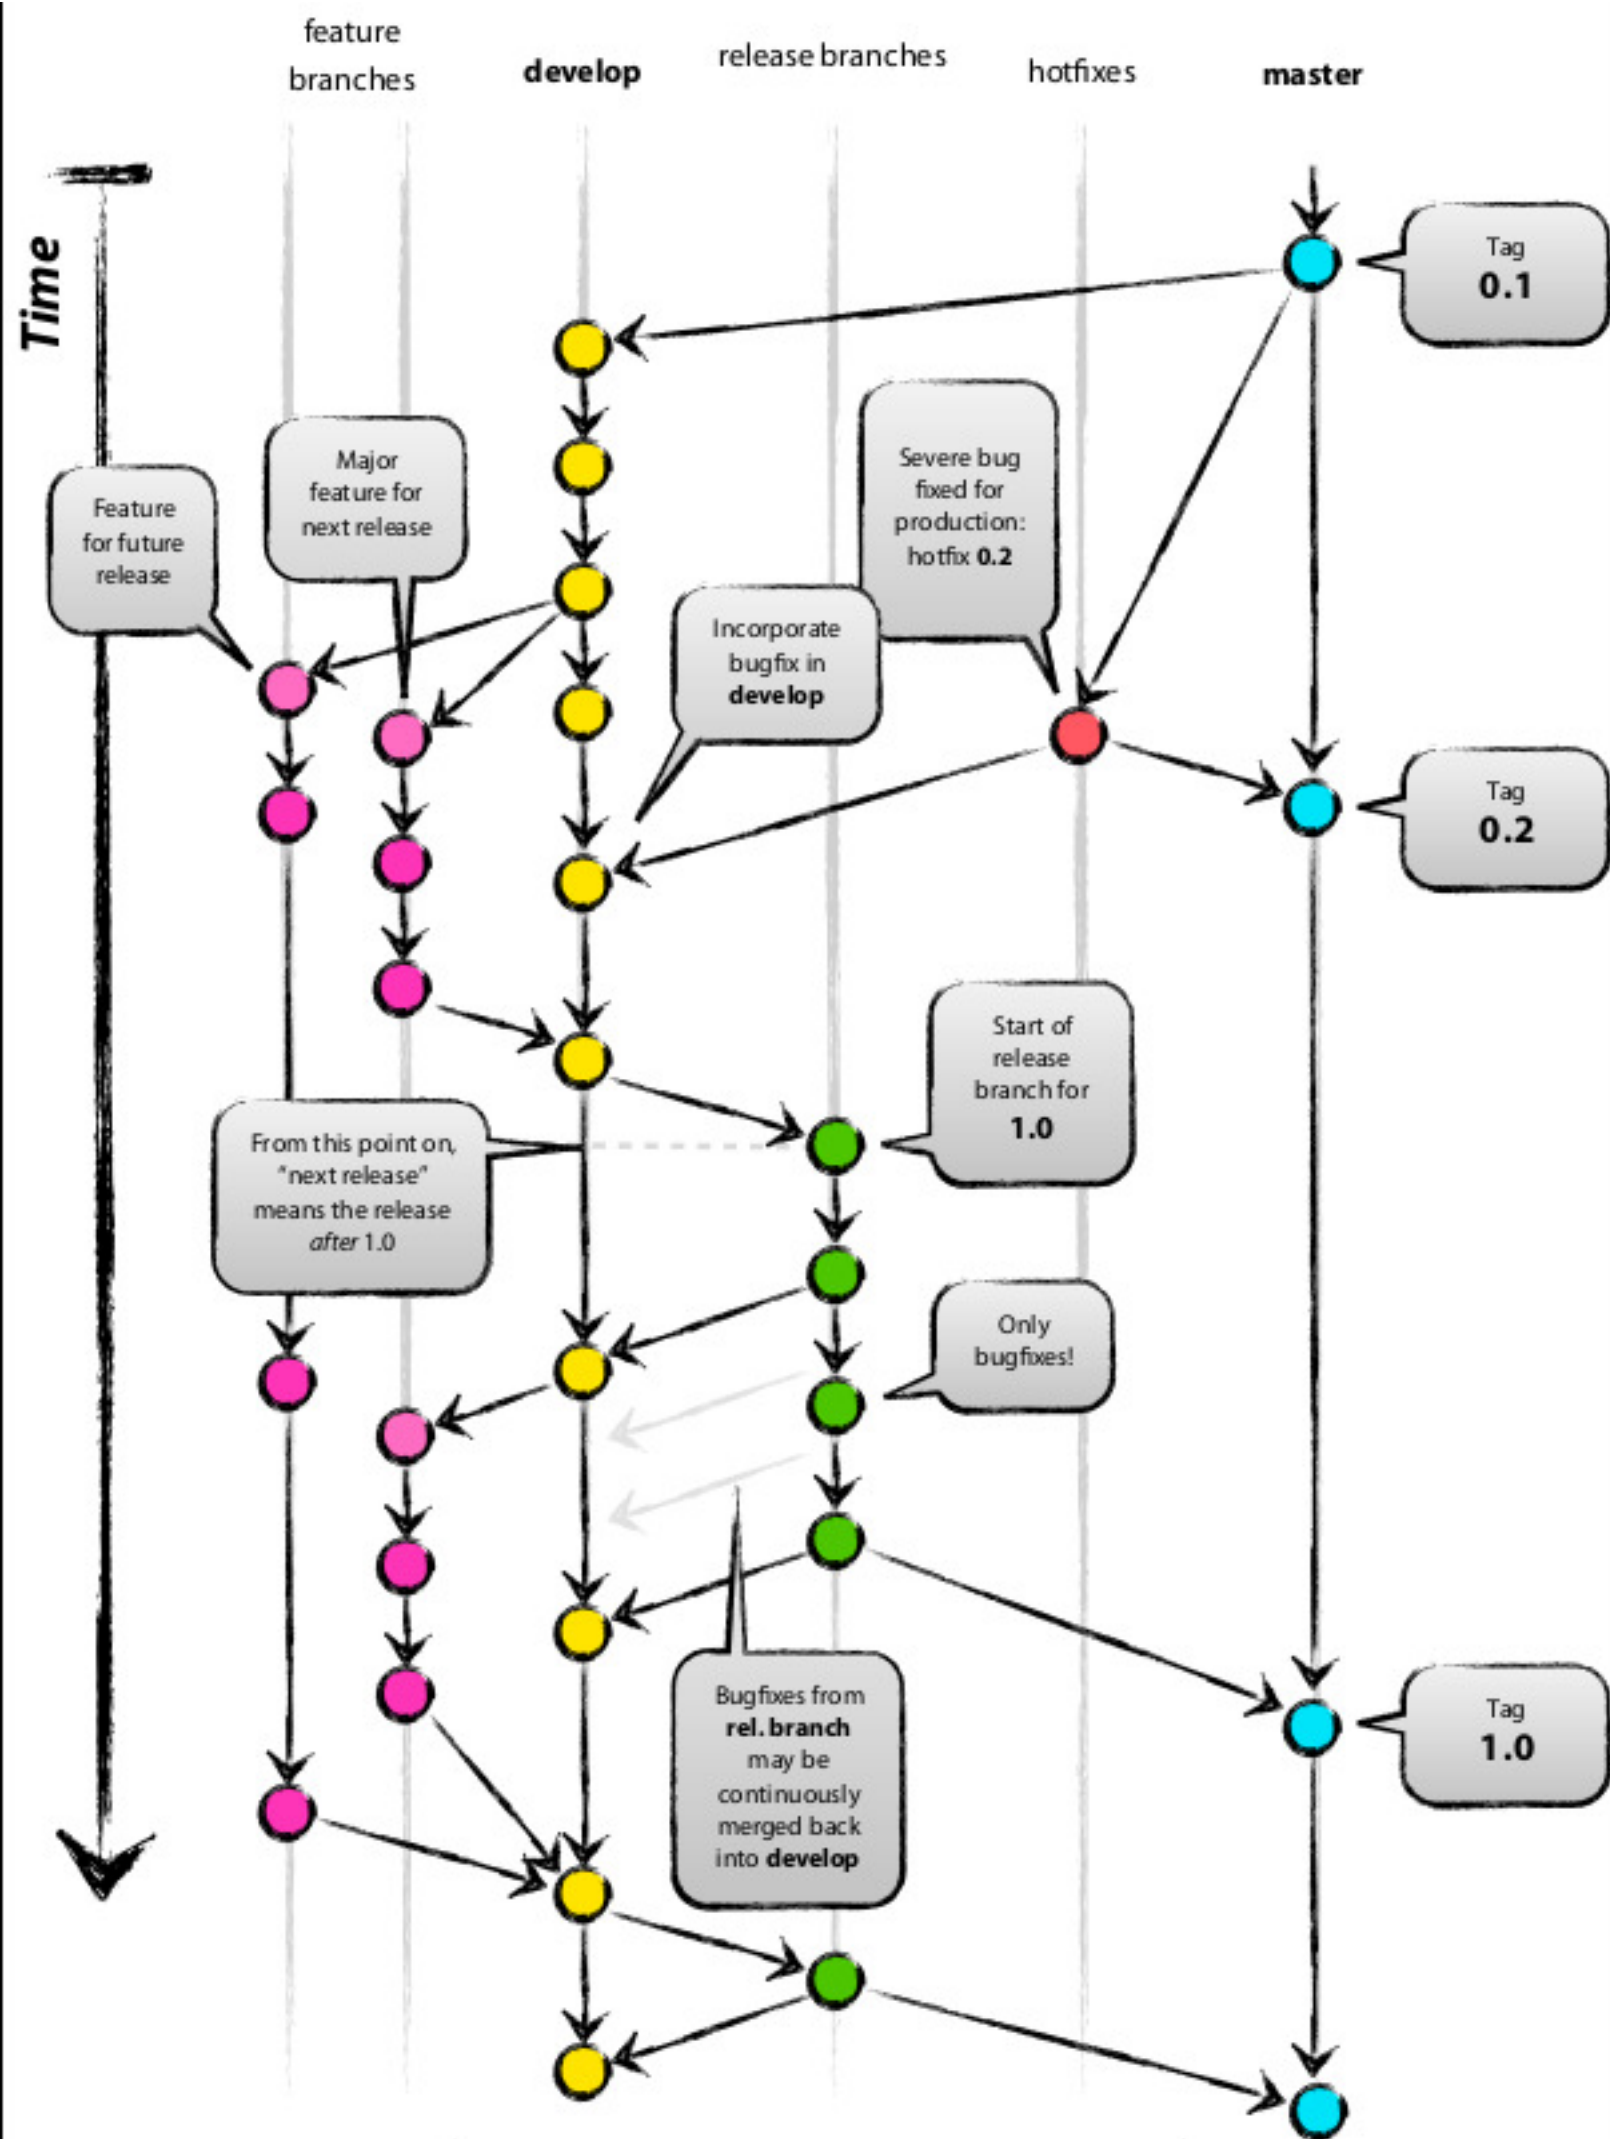 feature
branches
develop
release branches
hotfixes
master
Time
Tag
0.1
Major
feature for
next release
Feature
for future
release
Severe bug
fixed for
production:
hotfix 0.2
Incorporate
bugfix in
develop
Tag
0.2
Start of
release
branch for
1.0
From this point on,
“next release”
means the release
after 1.0
Only
bugfixes!
Bugfixes from
rel. branch
may be
continuously
merged back
into develop
Tag
1.0